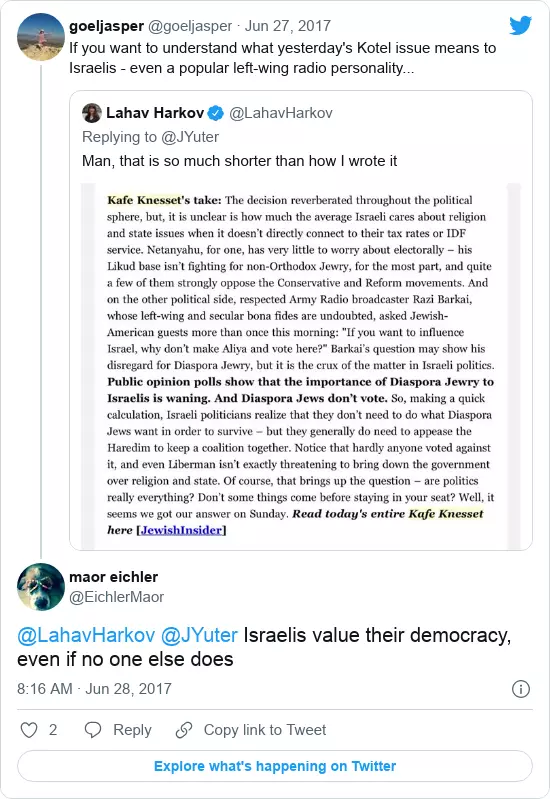 goeljasper @goeljasper · Jun 27, 2017
If you want to understand what yesterday's Kotel issue means to
Israelis - even a popular left-wing radio personality...
Lahav Harkov @LahavHarkov
Replying to @JYuter
Man, that is so much shorter than how I wrote it
Kafe Knesset's take: The decision reverberated throughout the political
sphere, but, it is unclear is how much the average Israeli cares about religion
and state issues when it doesn't directly connect to their tax rates or IDF
service. Netanyahu, for one, has very little to worry about electorally – his
Likud base isn't fighting for non-Orthodox Jewry, for the most part, and quite
a few of them strongly oppose the Conservative and Reform movements. And
on the other political side, respected Army Radio broadcaster Razi Barkai,
whose left-wing and secular bona fides are undoubted, asked Jewish-
American guests more than once this morning: "If you want to influence
Israel, why don't make Aliya and vote here?" Barkai's question may show his
disregard for Diaspora Jewry, but it is the crux of the matter in Israeli politics.
Public opinion polls show that the importance of Diaspora Jewry to
Israelis is waning. And Diaspora Jews don't vote. So, making a quick
calculation, Israeli politicians realize that they don't need to do what Diaspora
Jews want in order to survive – but they generally do need to appease the
Haredim to keep a coalition together. Notice that hardly anyone voted against
it, and even Liberman isn't exactly threatening to bring down the government
over religion and state. Of course, that brings up the question – are politics
really everything? Don't some things come before staying in your seat? Well, it
seems we got our answer on Sunday. Read today's entire Kafe Knesset
here [JewishInsider]
maor eichler
@EichlerMaor
@LahavHarkov @JYuter Israelis value their democracy,
even if no one else does
8:16 AM · Jun 28, 2017
2 Reply Copy link to Tweet
Explore what's happening on Twitter